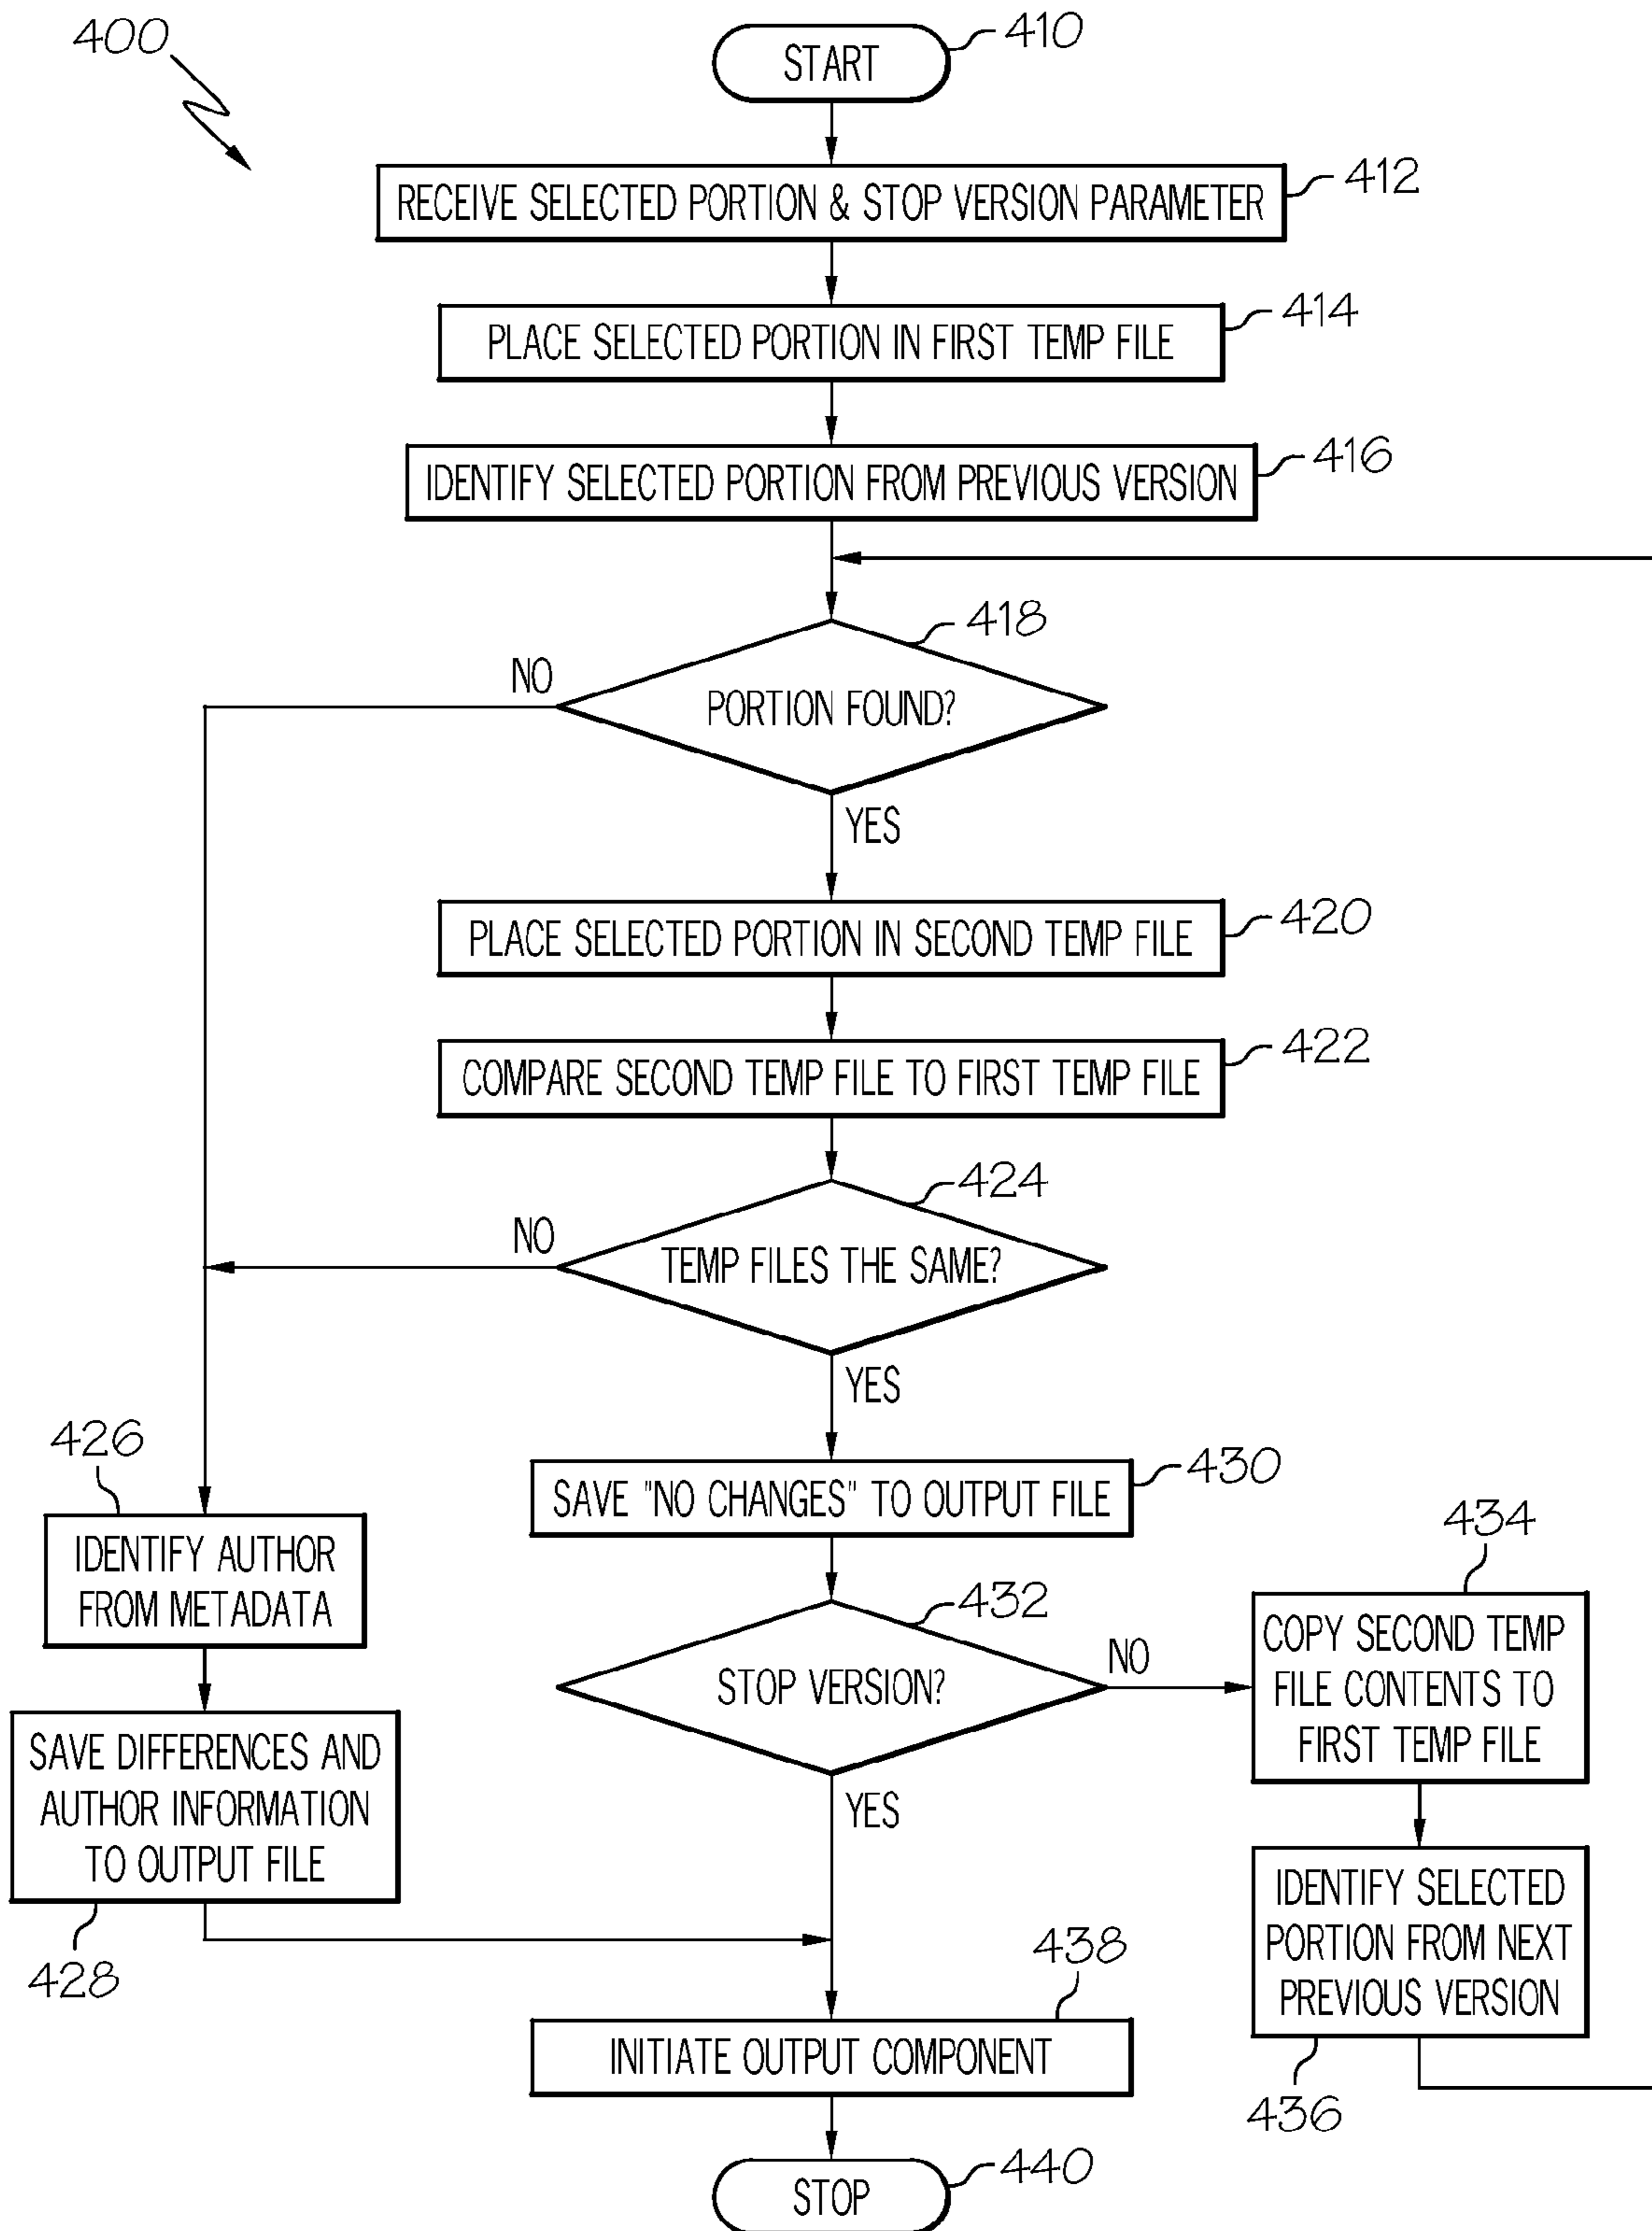 400
START
410
RECEIVE SELECTED PORTION & STOP VERSION PARAMETER
412
PLACE SELECTED PORTION IN FIRST TEMP FILE
414
IDENTIFY SELECTED PORTION FROM PREVIOUS VERSION
416
418
NO
PORTION FOUND?
YES
PLACE SELECTED PORTION IN SECOND TEMP FILE
420
COMPARE SECOND TEMP FILE TO FIRST TEMP FILE
422
424
NO
TEMP FILES THE SAME?
YES
426
IDENTIFY AUTHOR
FROM METADATA
SAVE "NO CHANGES" TO OUTPUT FILE
430
432
STOP VERSION?
NO
YES
434
COPY SECOND TEMP
FILE CONTENTS TO
FIRST TEMP FILE
SAVE DIFFERENCES AND
AUTHOR INFORMATION
TO OUTPUT FILE
428
IDENTIFY SELECTED
PORTION FROM NEXT
PREVIOUS VERSION
436
438
INITIATE OUTPUT COMPONENT
STOP
440